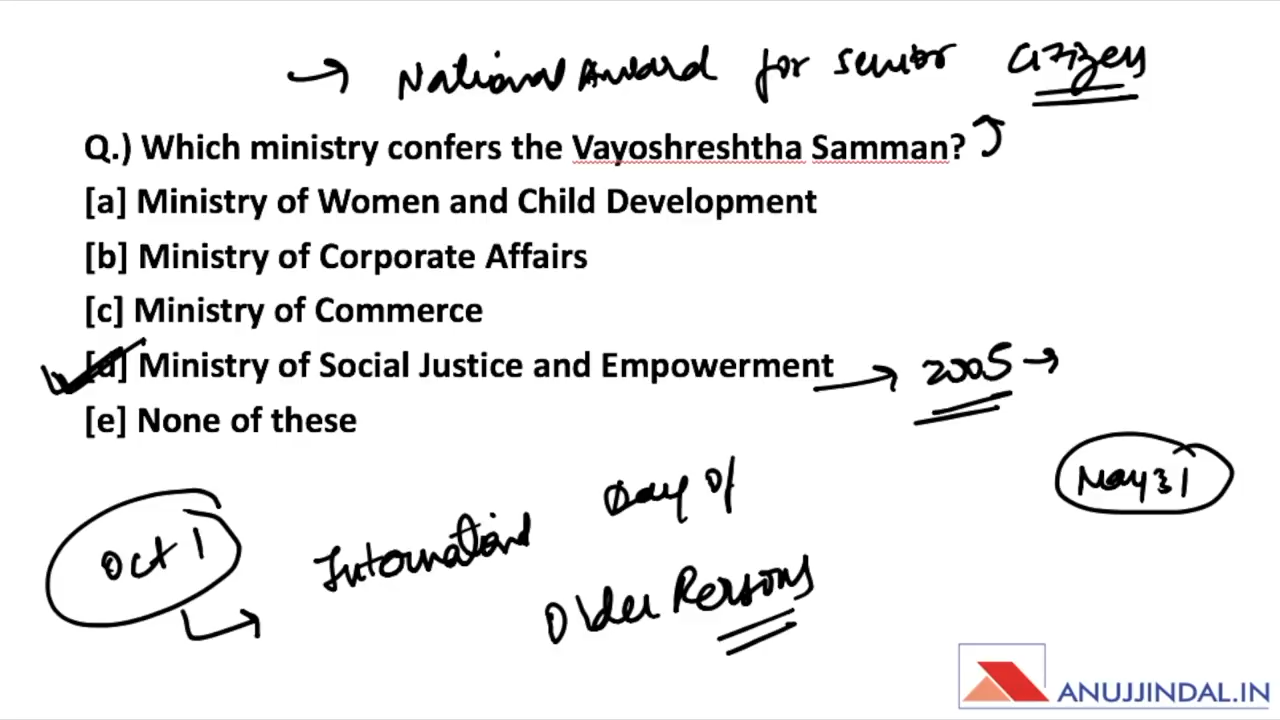 → National Award for senior citizens
Q.) Which ministry confers the Vayoshreshtha Samman?
[a] Ministry of Women and Child Development
[b] Ministry of Corporate Affairs
[c] Ministry of Commerce
[d] Ministry of Social Justice and Empowerment → 2005 →
[e] None of these
May 31
Oct 1
International Day of
Older Persons
ANUJJINDAL.IN